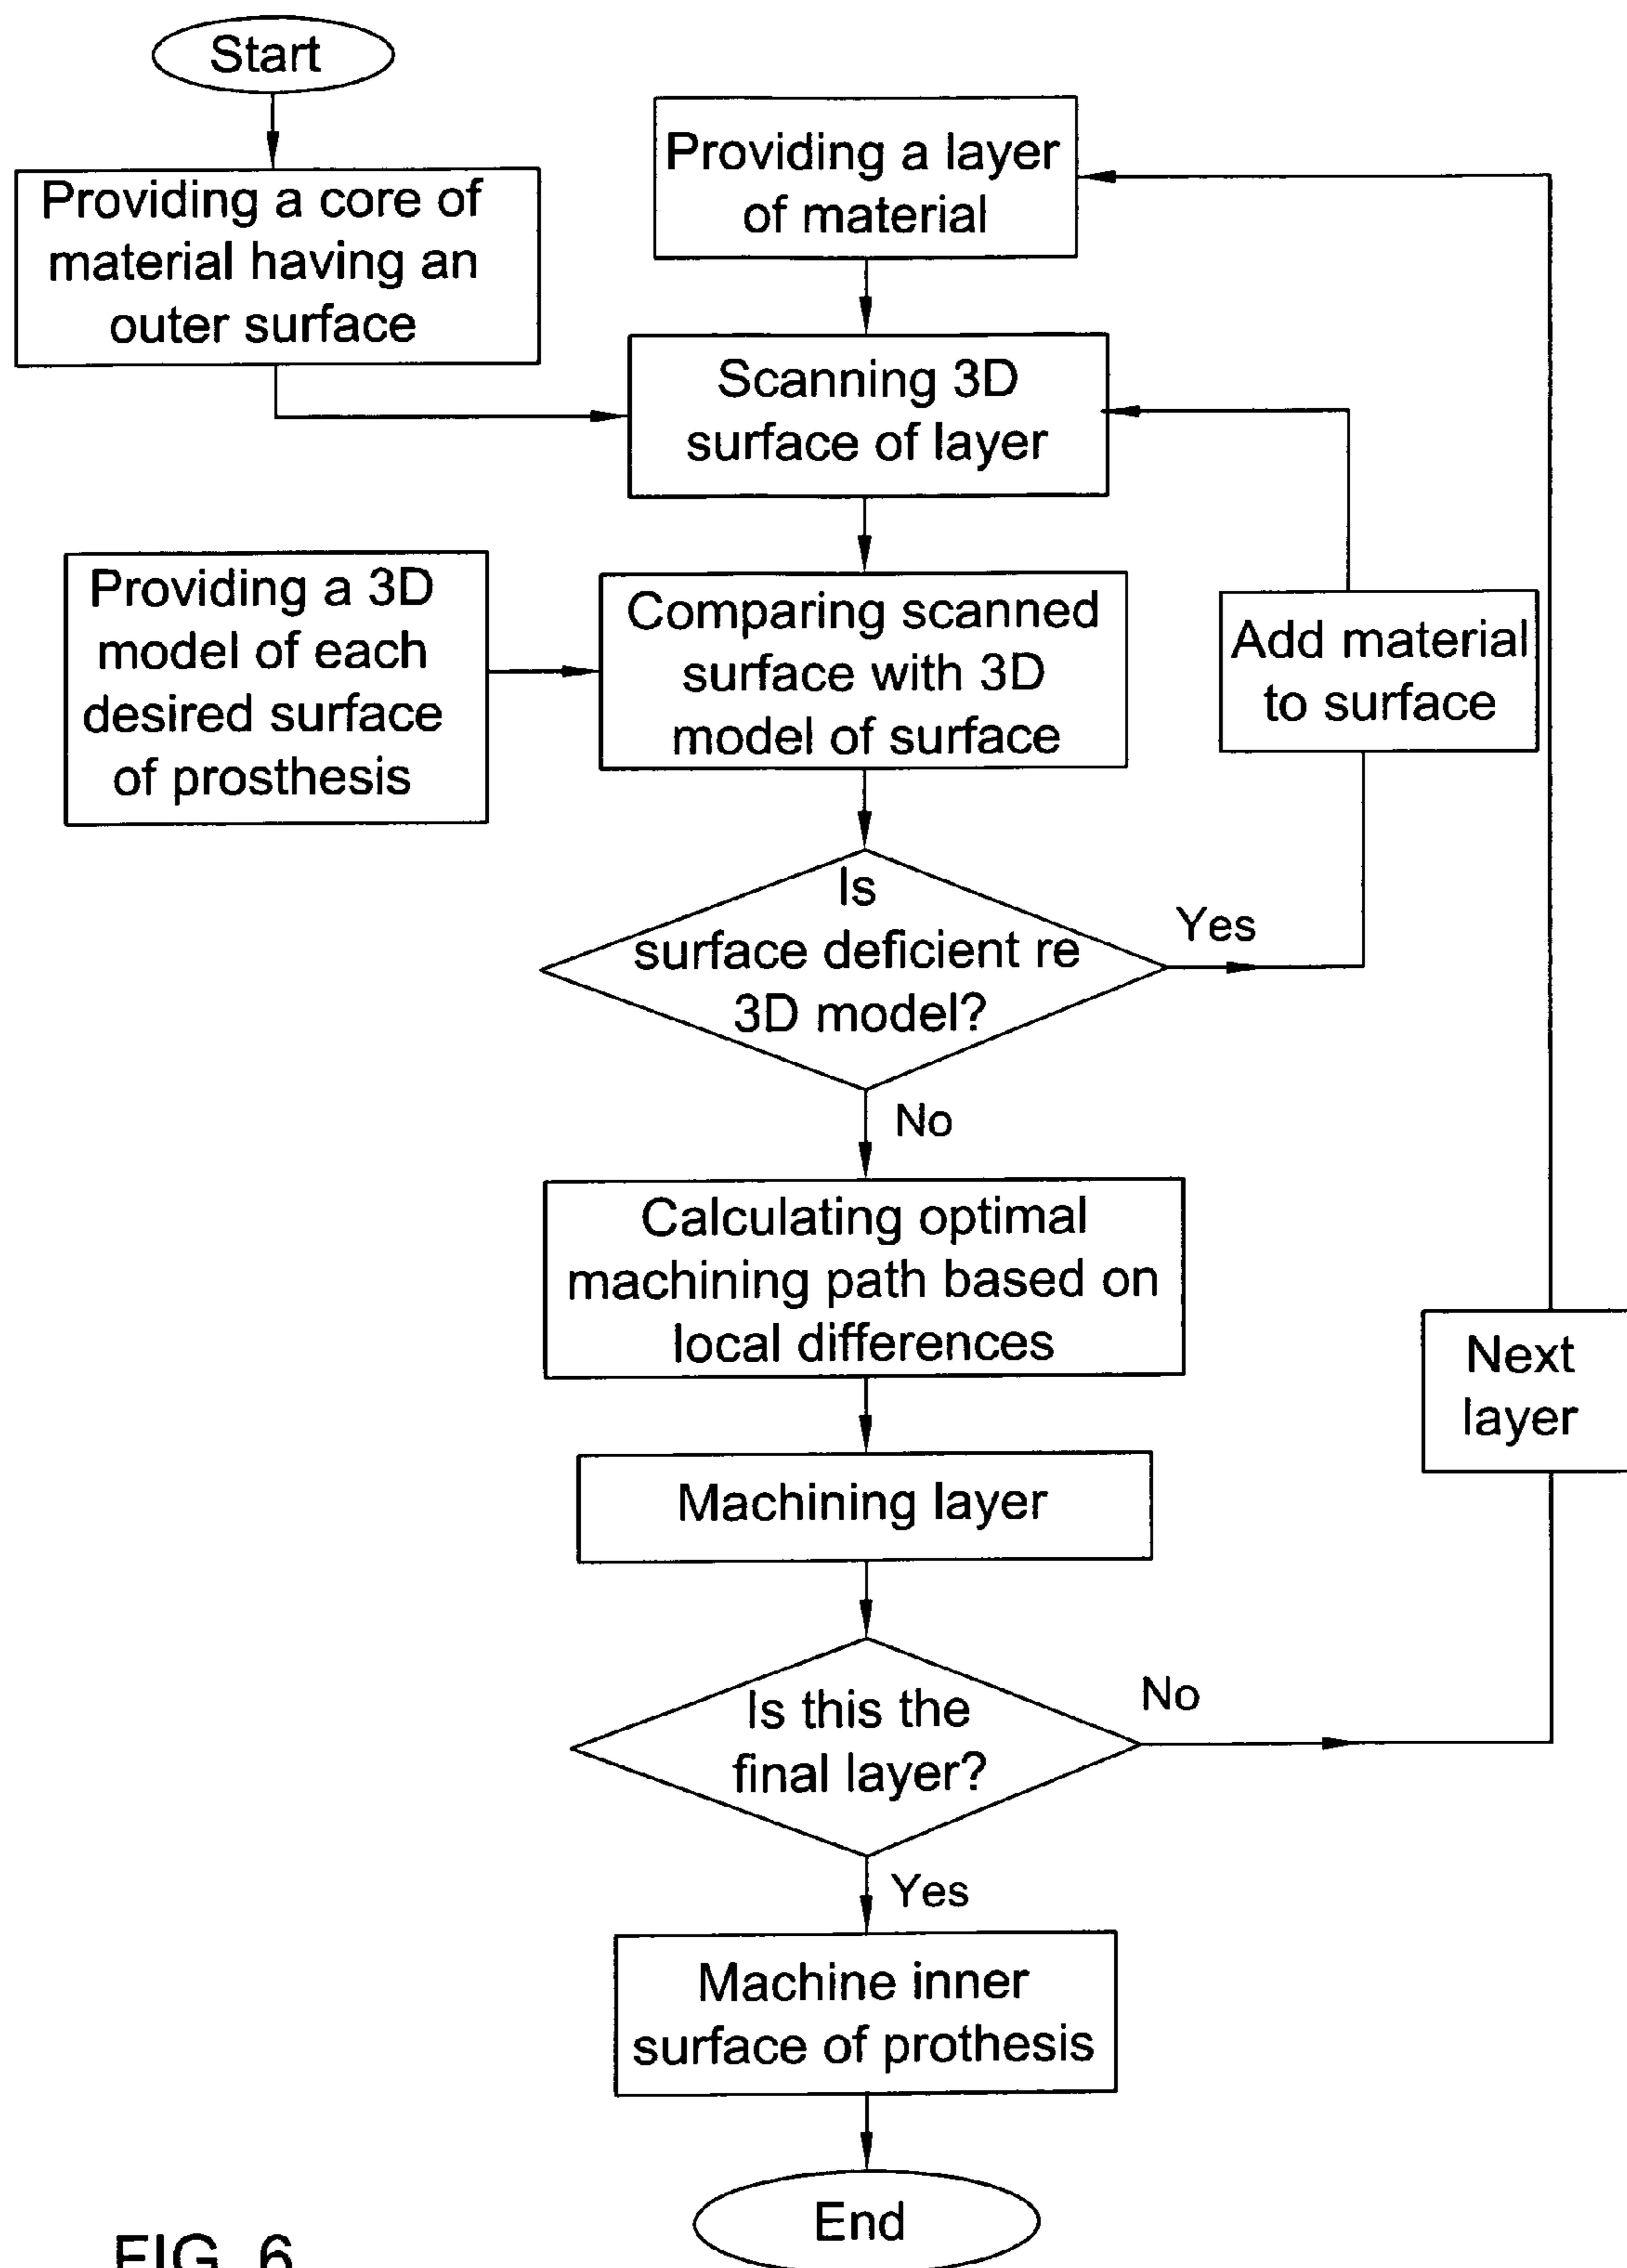 Start
Providing a core of
material having an
outer surface
Providing a layer
of material
Scanning 3D
surface of layer
Providing a 3D
model of each
desired surface
of prosthesis
Comparing scanned
surface with 3D
model of surface
Add material
to surface
Is
surface deficient re
3D model?
Yes
No
Calculating optimal
machining path based on
local differences
Next
layer
Machining layer
Is this the
final layer?
No
Yes
Machine inner
surface of prothesis
End
FIG. 6